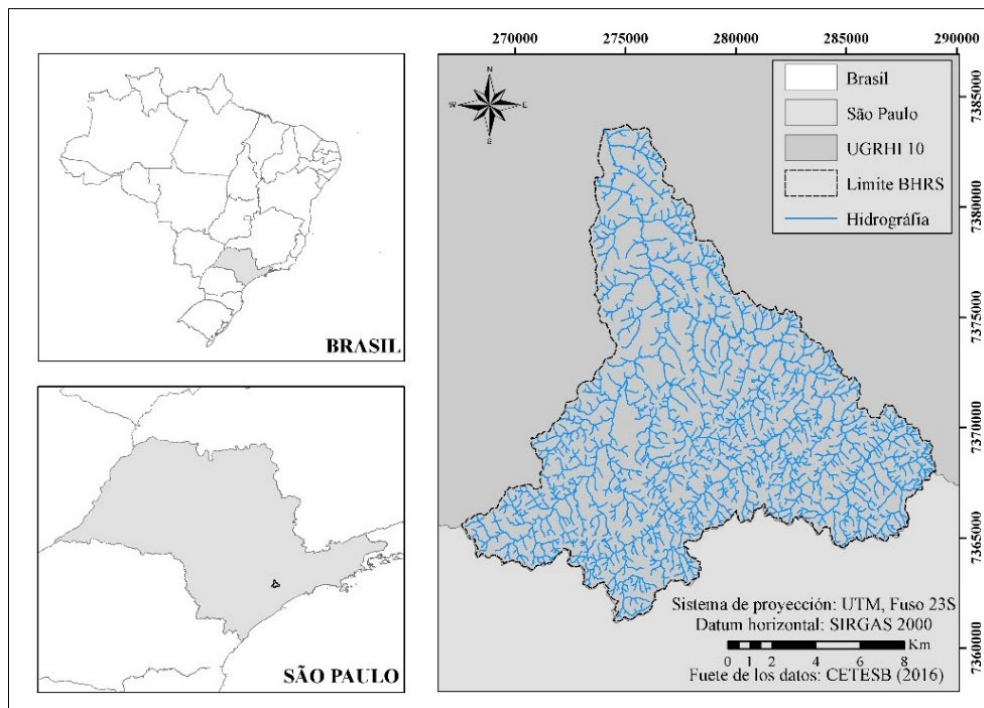 BRASIL
SÃO PAULO
270000 275000 280000 285000 290000
N
W E
S
Brasil
São Paulo
UGRHI 10
Limite BHRS
Hidrográfia
7385000
7380000
7375000
7370000
7365000
7360000
Sistema de proyección: UTM, Fuso 23S
Datum horizontal: SIRGAS 2000
Km
0 1 2 4 6 8
Fuete de los datos: CETESB (2016)